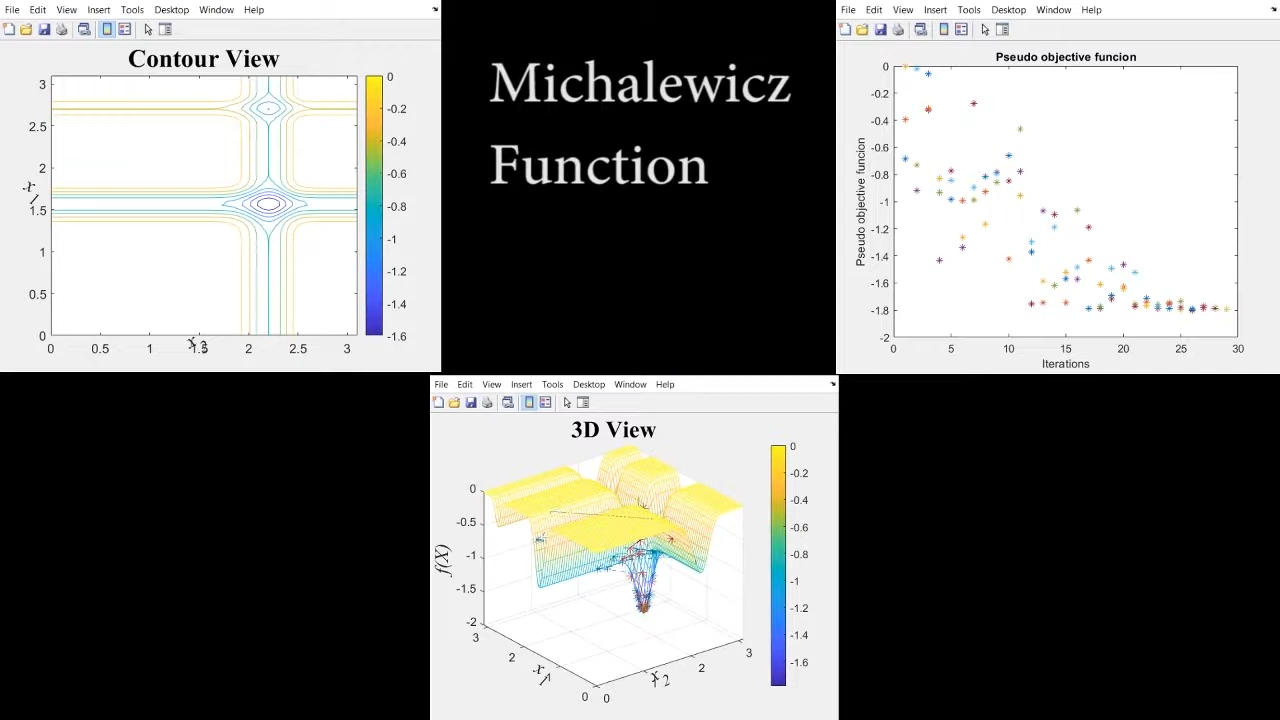 File Edit View Insert Tools Desktop Window Help
Contour View
3
2.5
2
1.5
1
0.5
0
x1
0 0.5 1 1.5 2 2.5 3
x2
0
-0.2
-0.4
-0.6
-0.8
-1
-1.2
-1.4
-1.6
Michalewicz
Function
File Edit View Insert Tools Desktop Window Help
Pseudo objective funcion
Pseudo objective funcion
0
-0.2
-0.4
-0.6
-0.8
-1
-1.2
-1.4
-1.6
-1.8
-2
0 5 10 15 20 25 30
Iterations
File Edit View Insert Tools Desktop Window Help
3D View
f(X)
0
-0.5
-1
-1.5
-2
3
2
x1
0
0
x2
2
3
0
-0.2
-0.4
-0.6
-0.8
-1
-1.2
-1.4
-1.6